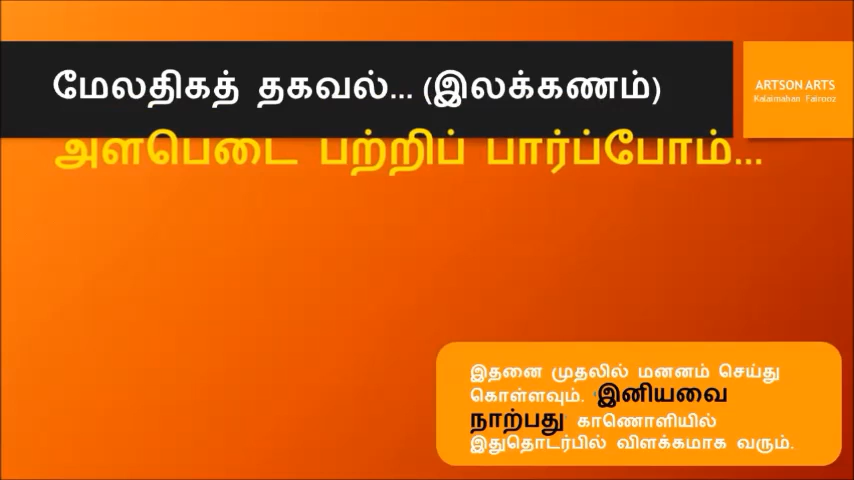 மேலதிகத் தகவல்... (இலக்கணம்)
ARTSON ARTS
Kalaimahan Fairooz
அளபெடை பற்றிப் பார்ப்போம்...
இதனை முதலில் மனனம் செய்து
கொள்ளவும். 'இனியவை
நாற்பது' காணொளியில்
இதுதொடர்பில் விளக்கமாக வரும்.